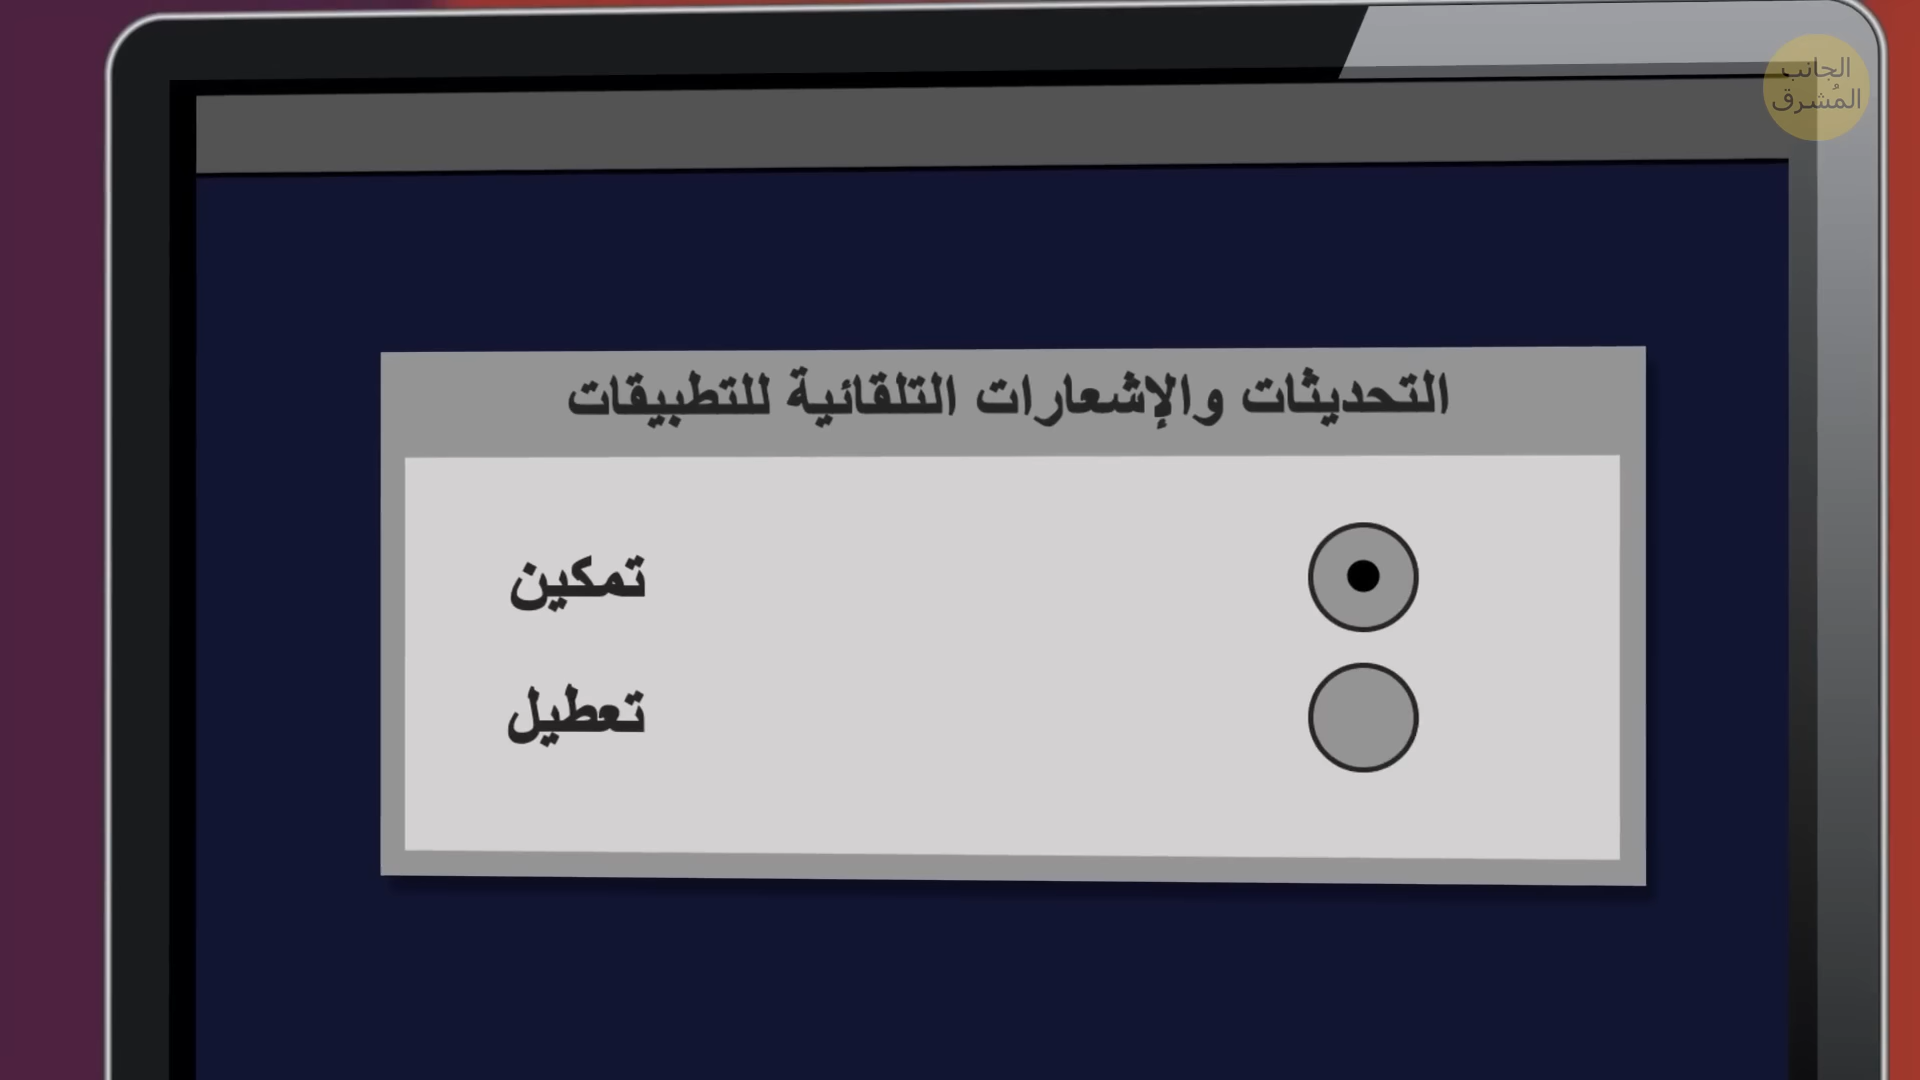 الجانب
المُشرق
التحديثات والإشعارات التلقائية للتطبيقات
تمكين
تعطيل